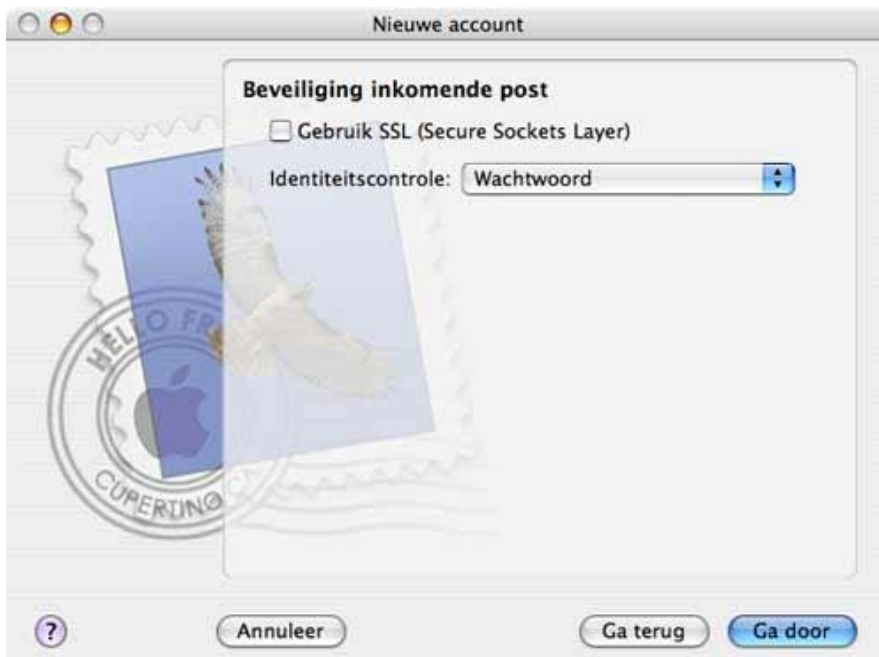 Nieuwe account
Beveiliging inkomende post
Gebruik SSL (Secure Sockets Layer)
Identiteitscontrole: Wachtwoord
HELLO FR
CUPERTINO CA
?
Annuleer
Ga terug
Ga door